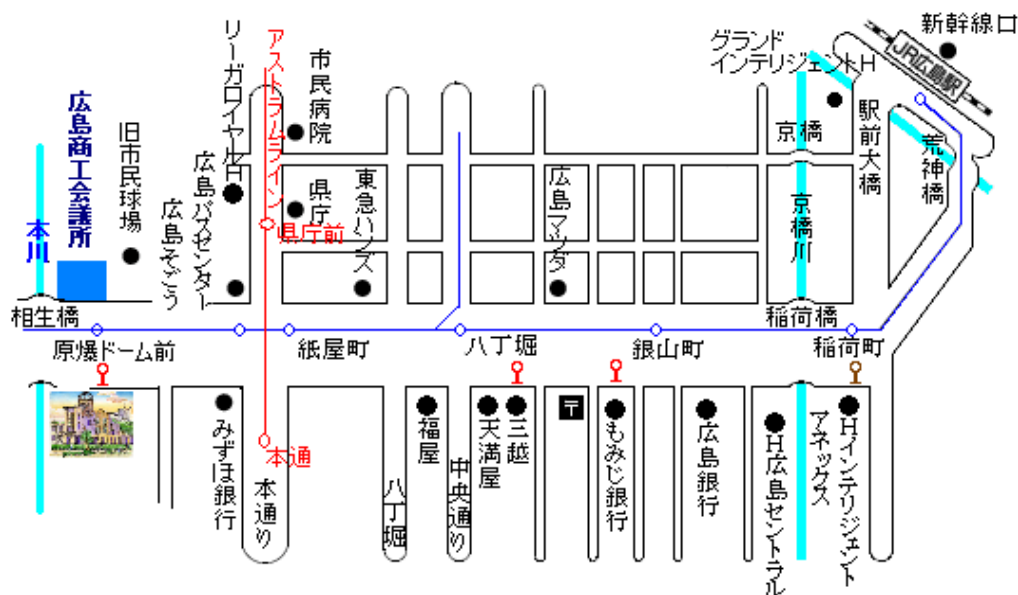 新幹線口
JR広島駅
グランド
インテリジェントH
リーガロイヤルH
アストラムライン
市民病院
広島商工会議所
旧市民球場
広島そごう
広島バスセンター
県庁
県庁前
東急ハンズ
広島マツダ
京橋
京橋川
駅前大橋
荒神橋
本川
相生橋
稲荷橋
原爆ドーム前
紙屋町
八丁堀
銀山町
稲荷町
みずほ銀行
本通
本通り
八丁堀
福屋
中央通り
天満屋
三越
〒
もみじ銀行
広島銀行
H広島セントラル
Hインテリジェント
アネックス